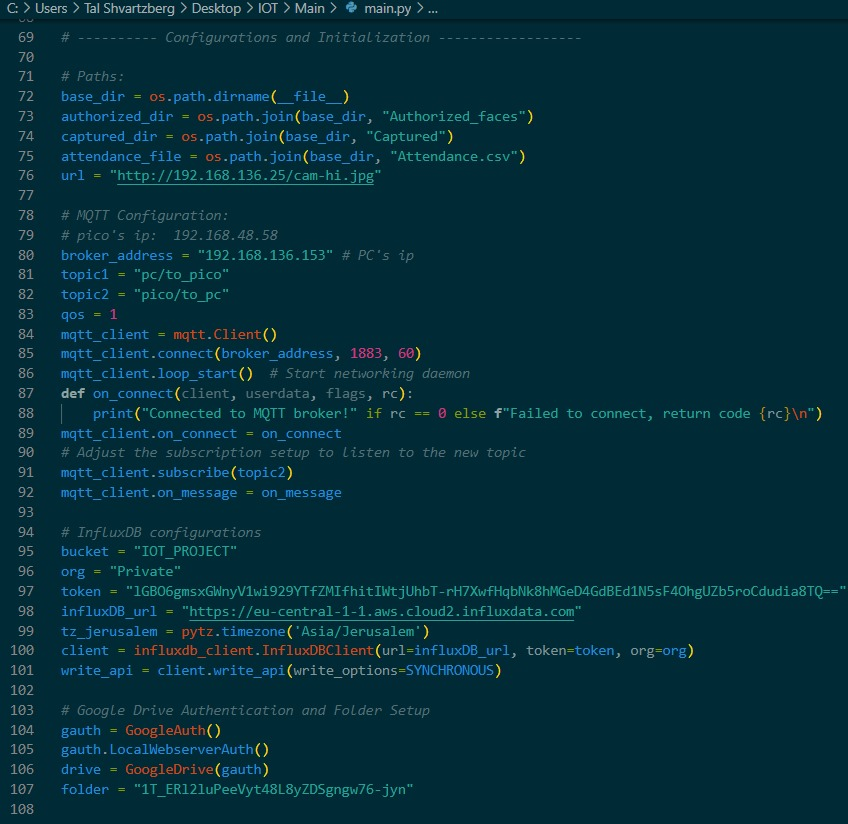 C: > Users > Tal Shvartzberg > Desktop > IOT > Main > main.py > ...
69 # ---------- Configurations and Initialization ------------------
70
71 # Paths:
72 base_dir = os.path.dirname(__file__)
73 authorized_dir = os.path.join(base_dir, "Authorized_faces")
74 captured_dir = os.path.join(base_dir, "Captured")
75 attendance_file = os.path.join(base_dir, "Attendance.csv")
76 url = "http://192.168.136.25/cam-hi.jpg"
77
78 # MQTT Configuration:
79 # pico's ip:  192.168.48.58
80 broker_address = "192.168.136.153" # PC's ip
81 topic1 = "pc/to_pico"
82 topic2 = "pico/to_pc"
83 qos = 1
84 mqtt_client = mqtt.Client()
85 mqtt_client.connect(broker_address, 1883, 60)
86 mqtt_client.loop_start()  # Start networking daemon
87 def on_connect(client, userdata, flags, rc):
88     print("Connected to MQTT broker!" if rc == 0 else f"Failed to connect, return code {rc}\n")
89 mqtt_client.on_connect = on_connect
90 # Adjust the subscription setup to listen to the new topic
91 mqtt_client.subscribe(topic2)
92 mqtt_client.on_message = on_message
93
94 # InfluxDB configurations
95 bucket = "IOT_PROJECT"
96 org = "Private"
97 token = "lGBO6gmsxGWnyV1wi929YTfZMIfhitIWtjUhbT-rH7XwfHqbNk8hMGeD4GdBEd1N5sF4OhgUZb5roCdudia8TQ=="
98 influxDB_url = "https://eu-central-1-1.aws.cloud2.influxdata.com"
99 tz_jerusalem = pytz.timezone('Asia/Jerusalem')
100 client = influxdb_client.InfluxDBClient(url=influxDB_url, token=token, org=org)
101 write_api = client.write_api(write_options=SYNCHRONOUS)
102
103 # Google Drive Authentication and Folder Setup
104 gauth = GoogleAuth()
105 gauth.LocalWebserverAuth()
106 drive = GoogleDrive(gauth)
107 folder = "1T_ERl2luPeeVyt48L8yZDSgngw76-jyn"
108